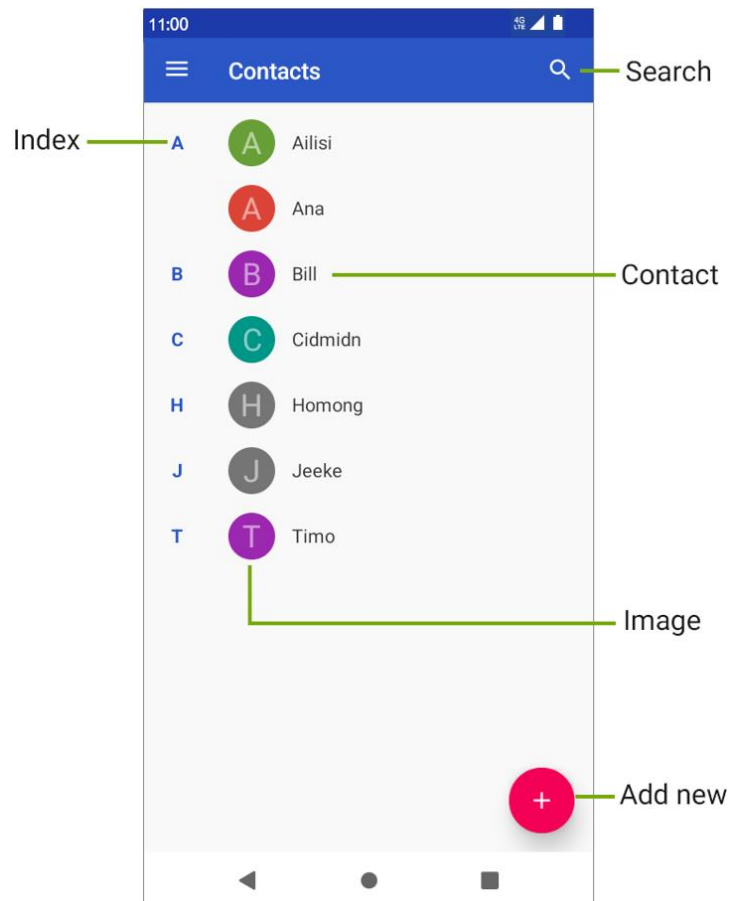 11:00 4G LTE
Contacts
Search
Index
A A Ailisi
A Ana
B B Bill
Contact
C C Cidmidn
H H Homong
J J Jeeke
T T Timo
Image
+
Add new